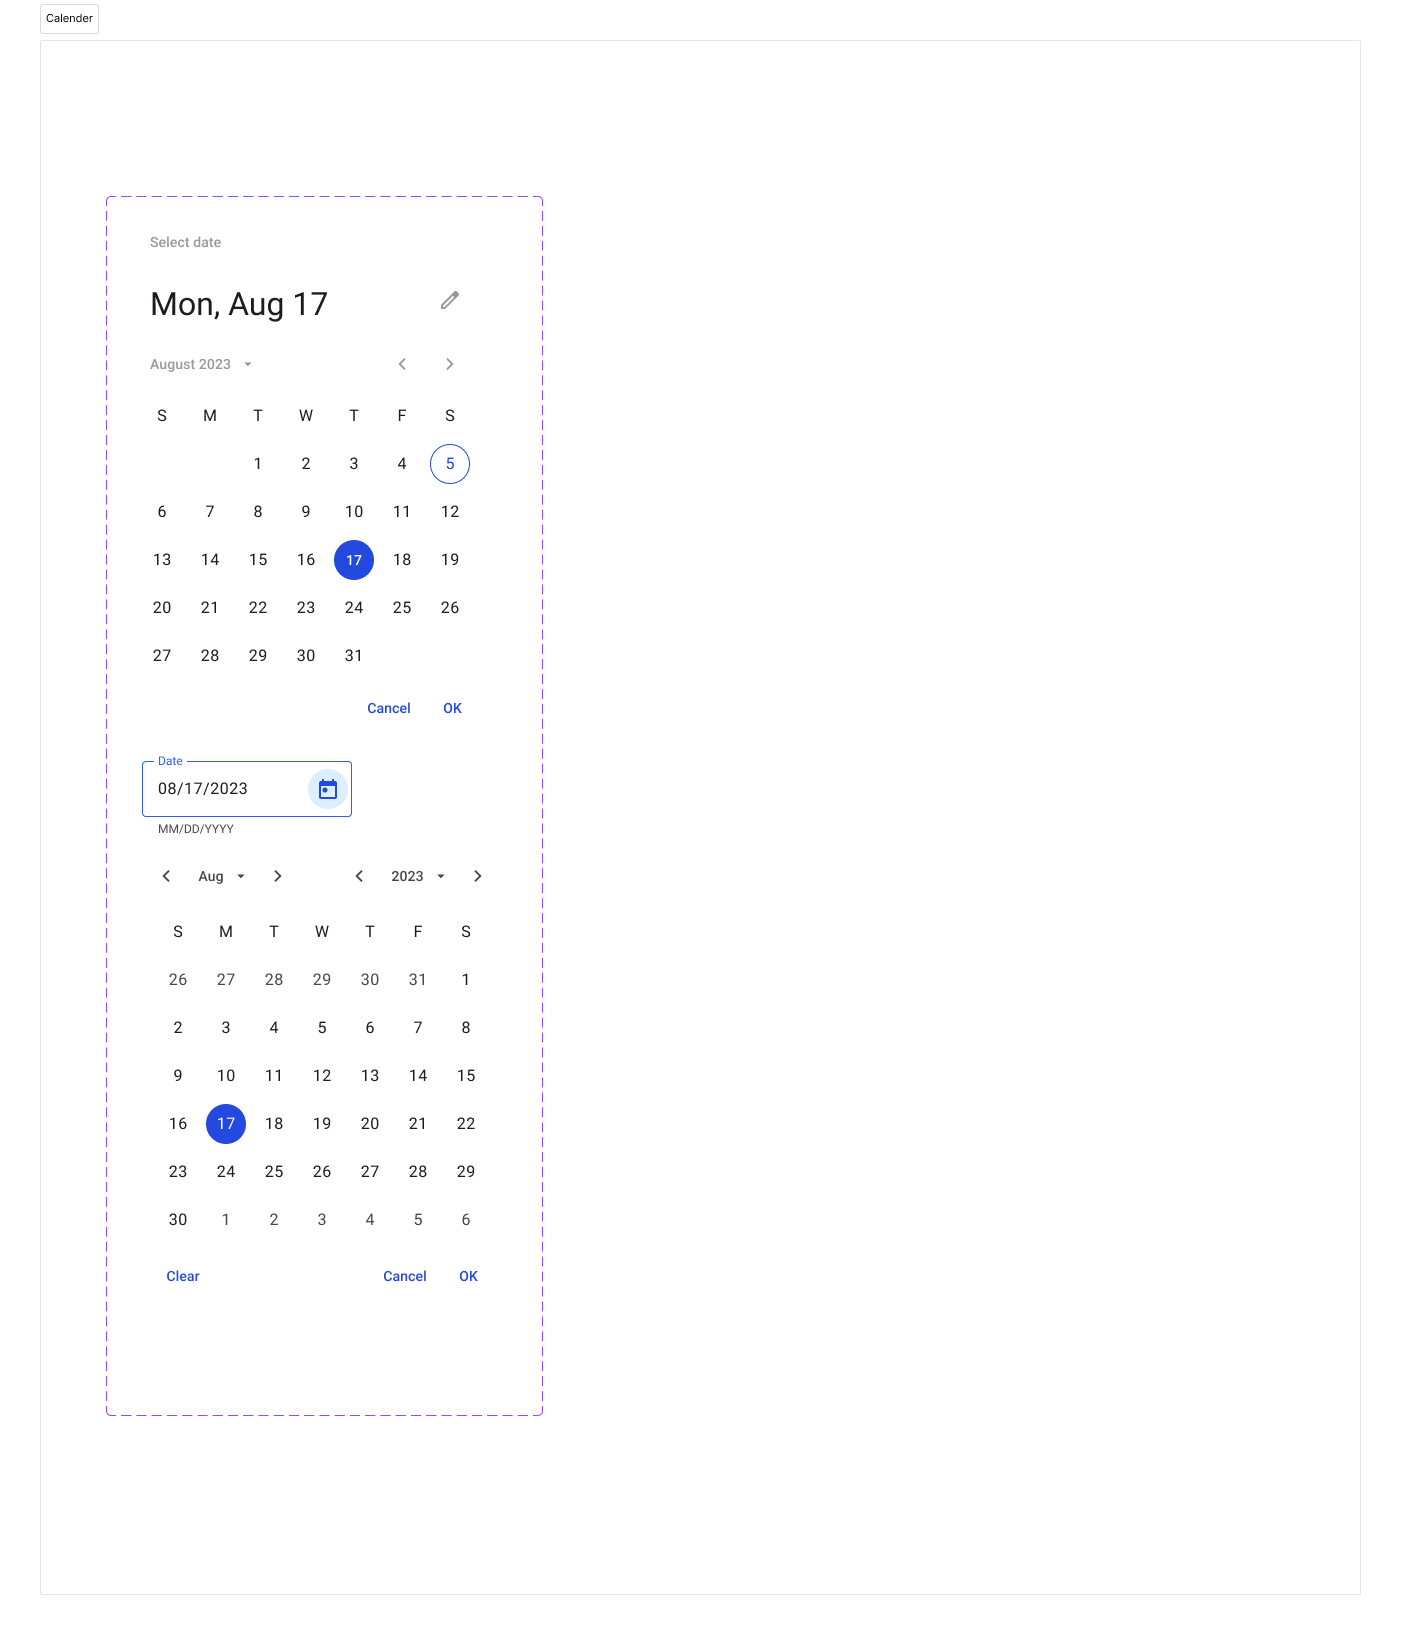 Calender
Select date
Mon, Aug 17
August 2023
S M T W T F S
1 2 3 4 5
6 7 8 9 10 11 12
13 14 15 16 17 18 19
20 21 22 23 24 25 26
27 28 29 30 31
Cancel OK
Date
08/17/2023
MM/DD/YYYY
Aug 2023
S M T W T F S
26 27 28 29 30 31 1
2 3 4 5 6 7 8
9 10 11 12 13 14 15
16 17 18 19 20 21 22
23 24 25 26 27 28 29
30 1 2 3 4 5 6
Clear Cancel OK